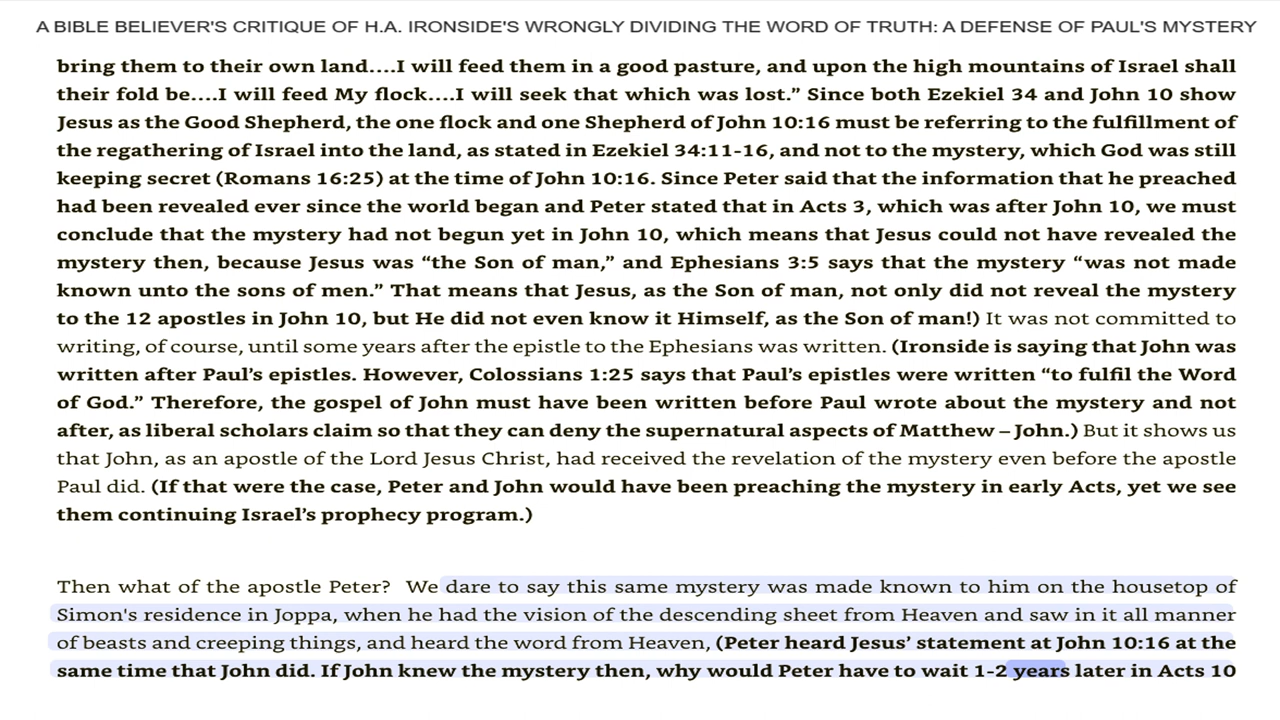 A BIBLE BELIEVER'S CRITIQUE OF H.A. IRONSIDE'S WRONGLY DIVIDING THE WORD OF TRUTH: A DEFENSE OF PAUL'S MYSTERY
bring them to their own land….I will feed them in a good pasture, and upon the high mountains of Israel shall
their fold be….I will feed My flock….I will seek that which was lost.” Since both Ezekiel 34 and John 10 show
Jesus as the Good Shepherd, the one flock and one Shepherd of John 10:16 must be referring to the fulfillment of
the regathering of Israel into the land, as stated in Ezekiel 34:11-16, and not to the mystery, which God was still
keeping secret (Romans 16:25) at the time of John 10:16. Since Peter said that the information that he preached
had been revealed ever since the world began and Peter stated that in Acts 3, which was after John 10, we must
conclude that the mystery had not begun yet in John 10, which means that Jesus could not have revealed the
mystery then, because Jesus was “the Son of man,” and Ephesians 3:5 says that the mystery “was not made
known unto the sons of men.” That means that Jesus, as the Son of man, not only did not reveal the mystery
to the 12 apostles in John 10, but He did not even know it Himself, as the Son of man!) It was not committed to
writing, of course, until some years after the epistle to the Ephesians was written. (Ironside is saying that John was
written after Paul’s epistles. However, Colossians 1:25 says that Paul’s epistles were written “to fulfil the Word
of God.” Therefore, the gospel of John must have been written before Paul wrote about the mystery and not
after, as liberal scholars claim so that they can deny the supernatural aspects of Matthew – John.) But it shows us
that John, as an apostle of the Lord Jesus Christ, had received the revelation of the mystery even before the apostle
Paul did. (If that were the case, Peter and John would have been preaching the mystery in early Acts, yet we see
them continuing Israel’s prophecy program.)
Then what of the apostle Peter? We dare to say this same mystery was made known to him on the housetop of
Simon's residence in Joppa, when he had the vision of the descending sheet from Heaven and saw in it all manner
of beasts and creeping things, and heard the word from Heaven, (Peter heard Jesus’ statement at John 10:16 at the
same time that John did. If John knew the mystery then, why would Peter have to wait 1-2 years later in Acts 10